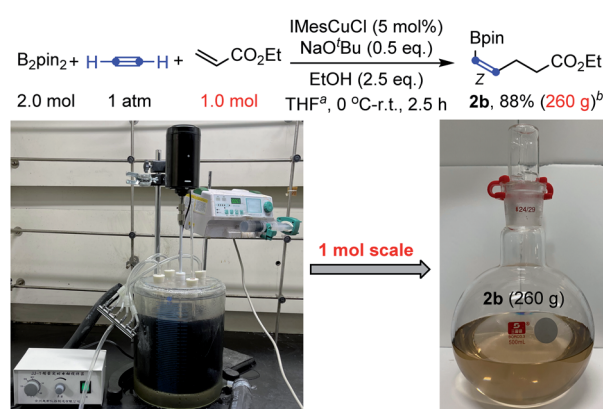 IMesCuCl (5 mol%)
NaOᵗBu (0.5 eq.)
B₂pin₂ + H H + CO₂Et
EtOH (2.5 eq.)
THFᵃ, 0 °C-r.t., 2.5 h
Bpin
CO₂Et
Z
2.0 mol 1 atm 1.0 mol
2b, 88% (260 g)ᵇ
1 mol scale
24/29
2b (260 g)